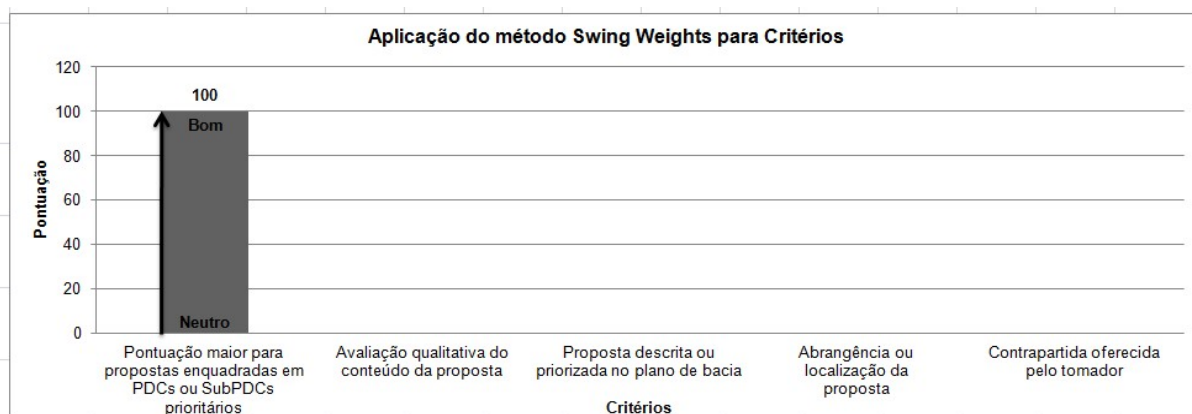 Aplicação do método Swing Weights para Critérios
120
100
80
60
40
20
0
Pontuação
100
Bom
Neutro
Pontuação maior para
propostas enquadradas em
PDCs ou SubPDCs
prioritários
Avaliação qualitativa do
conteúdo da proposta
Proposta descrita ou
priorizada no plano de bacia
Abrangência ou
localização da
proposta
Contrapartida oferecida
pelo tomador
Critérios